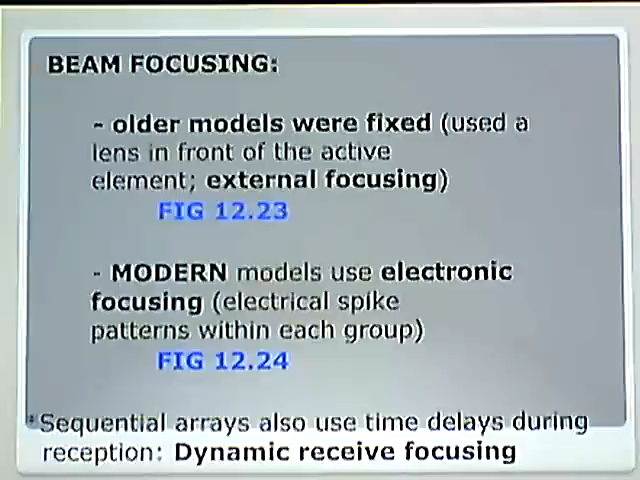 BEAM FOCUSING:
- older models were fixed (used a
lens in front of the active
element; external focusing)
FIG 12.23
- MODERN models use electronic
focusing (electrical spike
patterns within each group)
FIG 12.24
*Sequential arrays also use time delays during
reception: Dynamic receive focusing